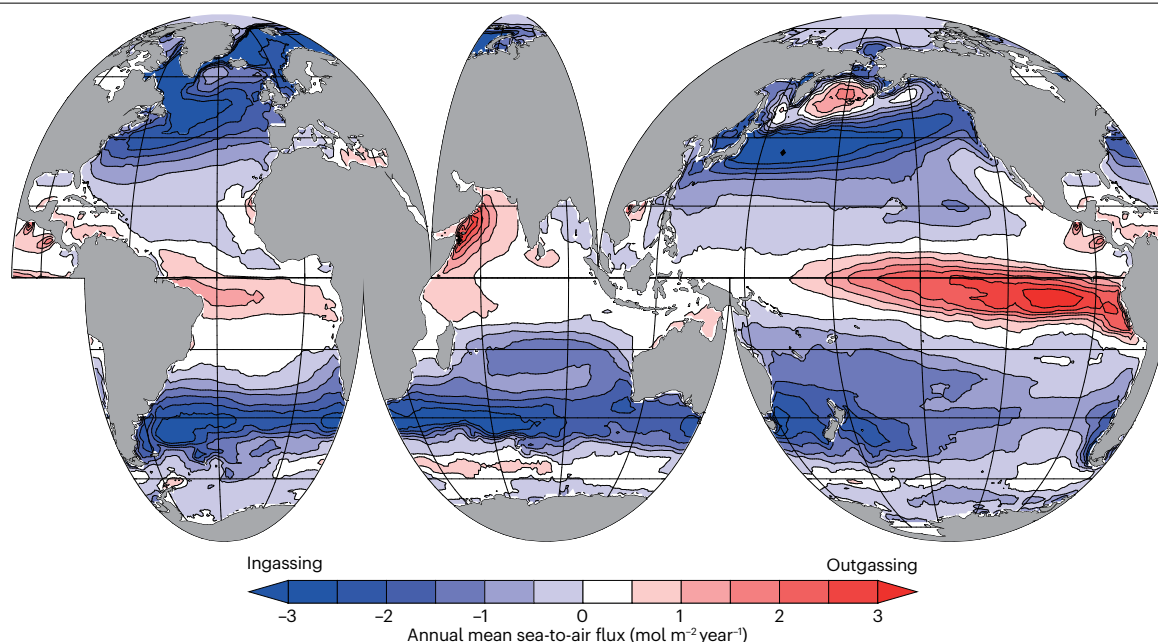 Ingassing Outgassing
−3 −2 −1 0 1 2 3
Annual mean sea-to-air flux (mol m⁻² year⁻¹)